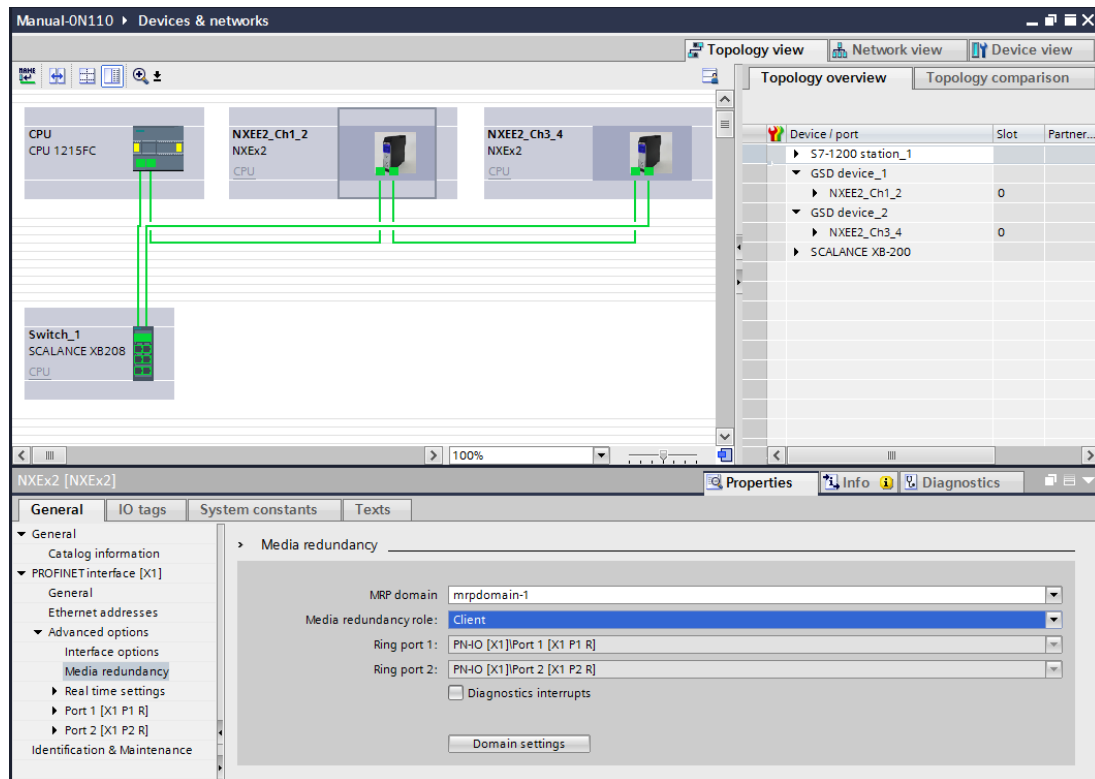 Manual-0N110 ▸ Devices & networks
Topology view Network view Device view
Topology overview Topology comparison
CPU
CPU 1215FC
NXEE2_Ch1_2
NXEx2
CPU
NXEE2_Ch3_4
NXEx2
CPU
Switch_1
SCALANCE XB208
CPU
Device / port Slot Partner...
S7-1200 station_1
GSD device_1
NXEE2_Ch1_2 0
GSD device_2
NXEE2_Ch3_4 0
SCALANCE XB-200
100%
NXEx2 [NXEx2]
Properties Info Diagnostics
General IO tags System constants Texts
General
Catalog information
PROFINET interface [X1]
General
Ethernet addresses
Advanced options
Interface options
Media redundancy
Real time settings
Port 1 [X1 P1 R]
Port 2 [X1 P2 R]
Identification & Maintenance
Media redundancy
MRP domain mrpdomain-1
Media redundancy role: Client
Ring port 1: PN-IO [X1]\Port 1 [X1 P1 R]
Ring port 2: PN-IO [X1]\Port 2 [X1 P2 R]
Diagnostics interrupts
Domain settings